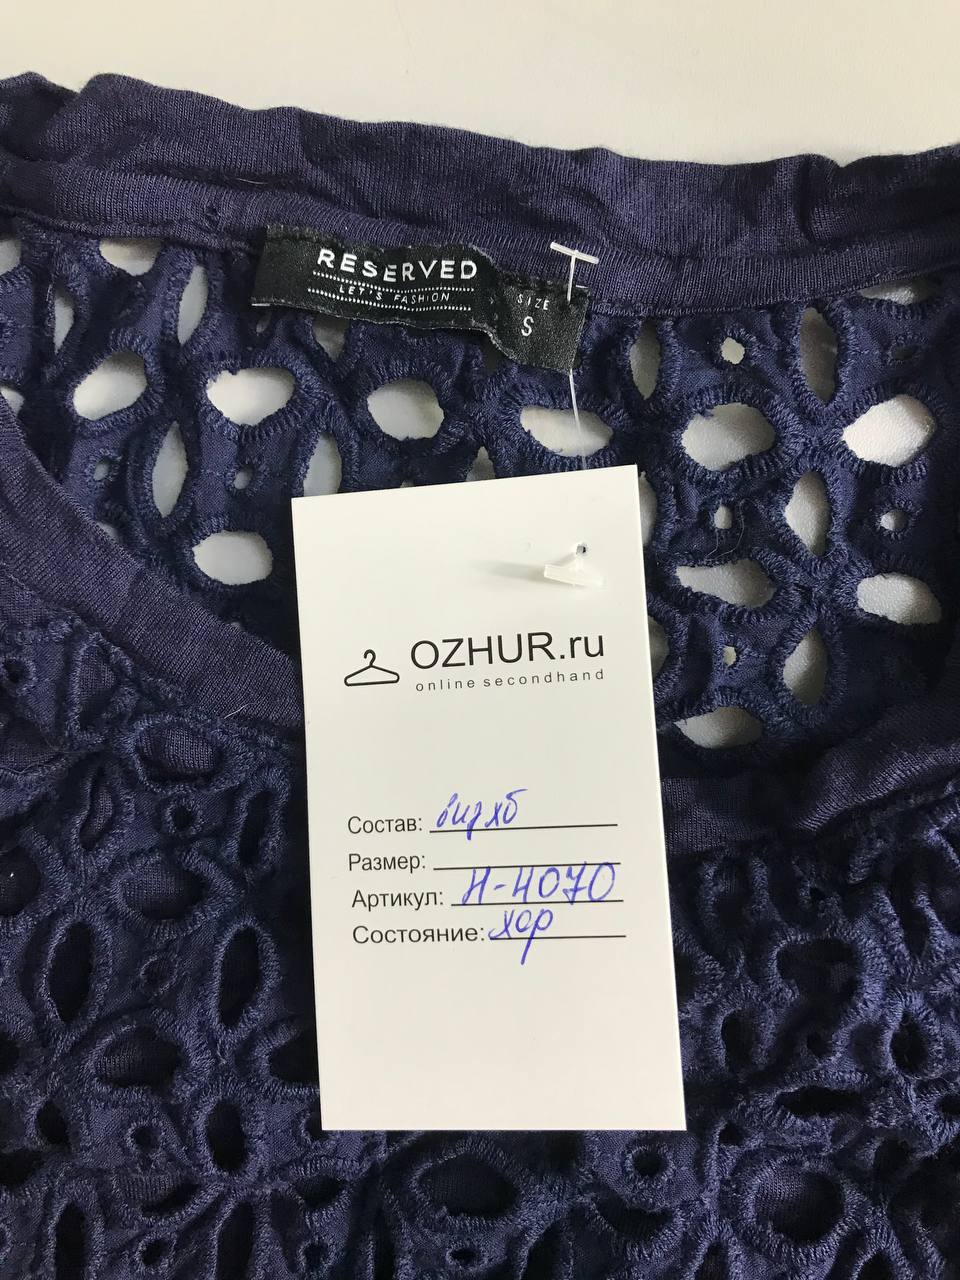 RESERVED
LET'S FASHION
SIZE
S
OZHUR.ru
online secondhand
Состав: виз хб
Размер:
Артикул: Н-4070
Состояние: хор